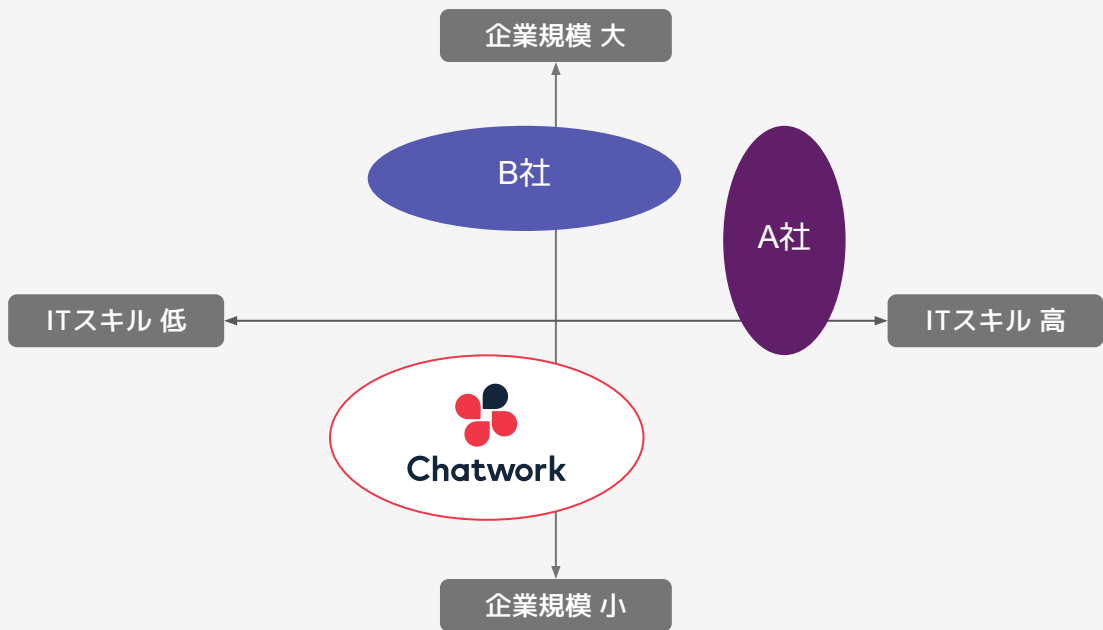 企業規模 大
B社
A社
ITスキル 低
ITスキル 高
Chatwork
企業規模 小